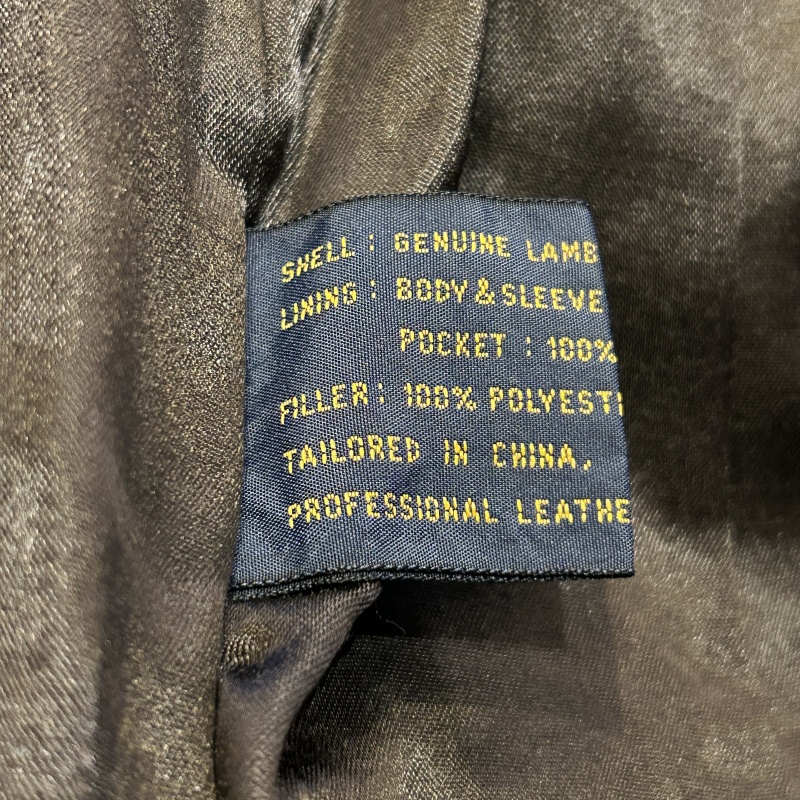 SHELL : GENUINE LAMB
LINING : BODY & SLEEVE
POCKET : 100%
FILLER : 100% POLYEST
TAILORED IN CHINA,
PROFESSIONAL LEATHE